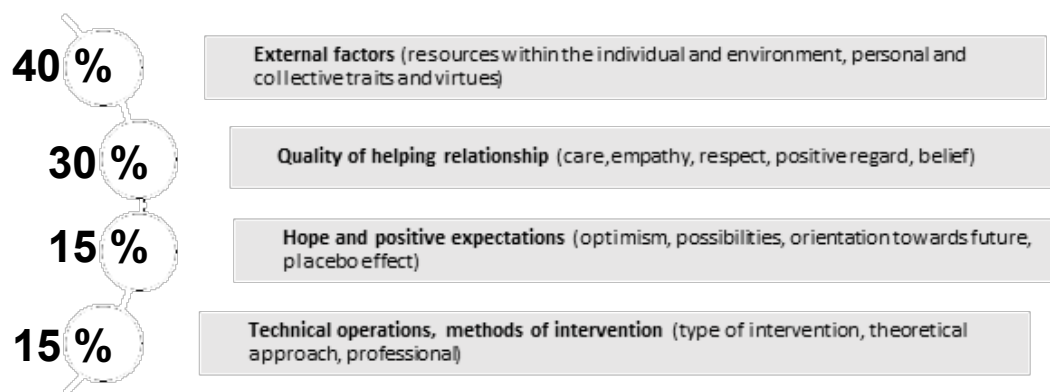 40 %
External factors (resources within the individual and environment, personal and
collective traits and virtues)
30 %
Quality of helping relationship (care, empathy, respect, positive regard, belief)
15 %
Hope and positive expectations (optimism, possibilities, orientation towards future,
placebo effect)
15 %
Technical operations, methods of intervention (type of intervention, theoretical
approach, professional)